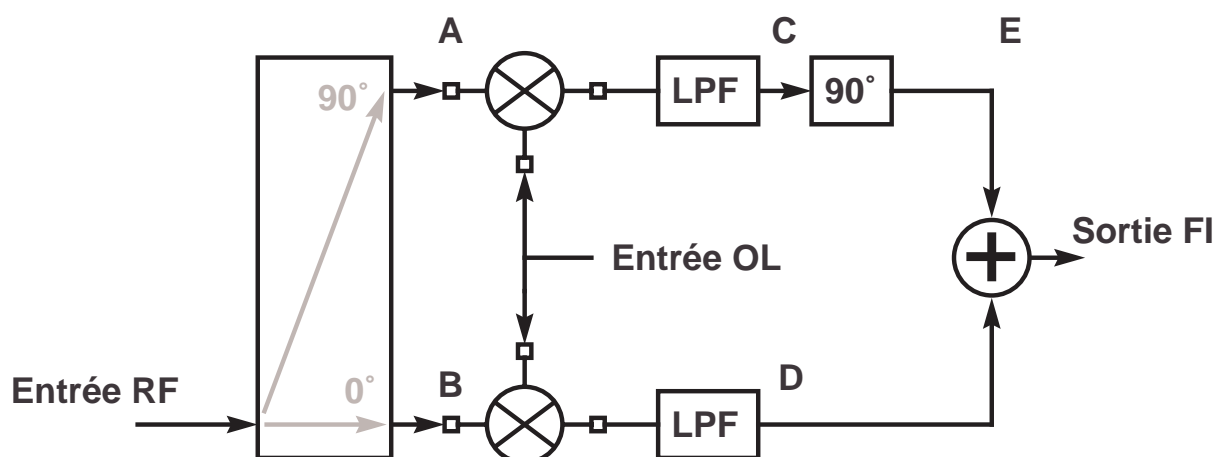 A
C
E
90°
LPF
90°
Sortie FI
Entrée OL
Entrée RF
0°
B
D
LPF